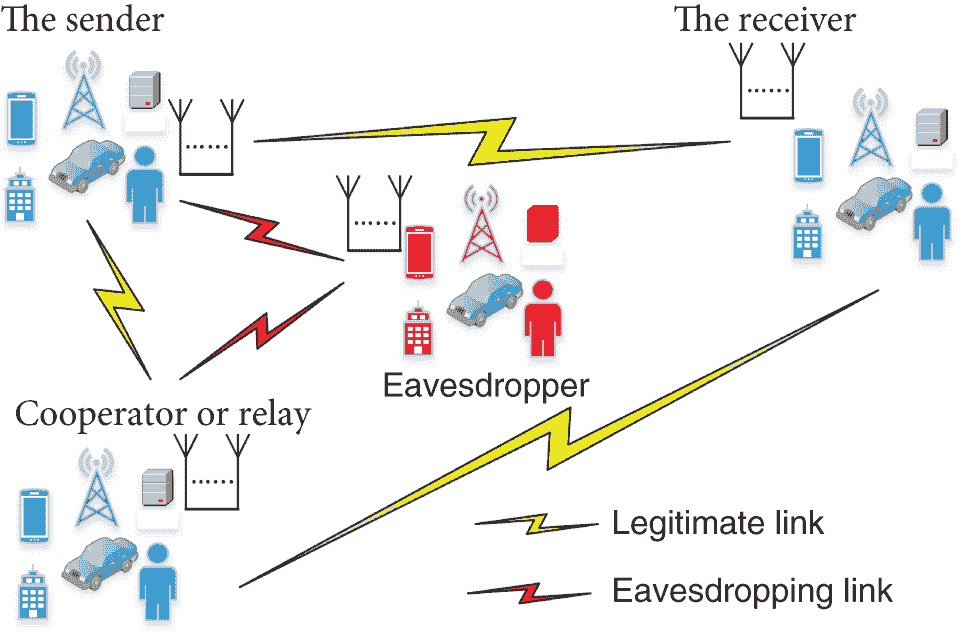 The sender
The receiver
Eavesdropper
Cooperator or relay
Legitimate link
Eavesdropping link